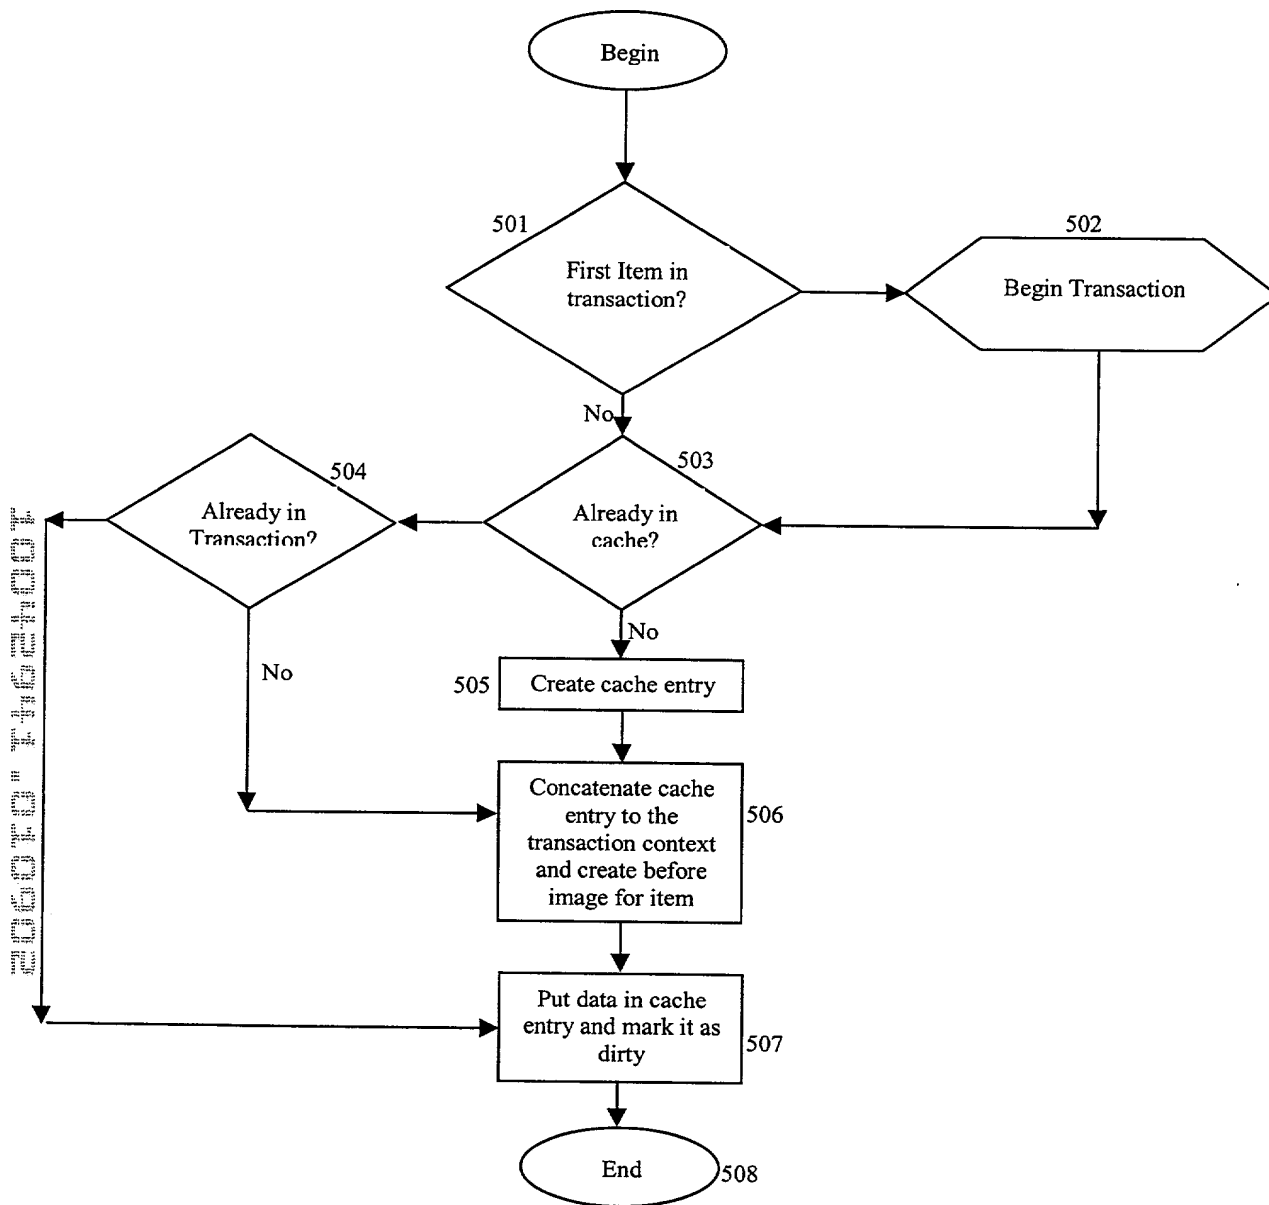 Begin
501
First Item in
transaction?
502
Begin Transaction
No
503
Already in
cache?
504
Already in
Transaction?
No
No
505
Create cache entry
Concatenate cache
entry to the
transaction context
and create before
image for item
506
Put data in cache
entry and mark it as
dirty
507
End
508
10042941.010902